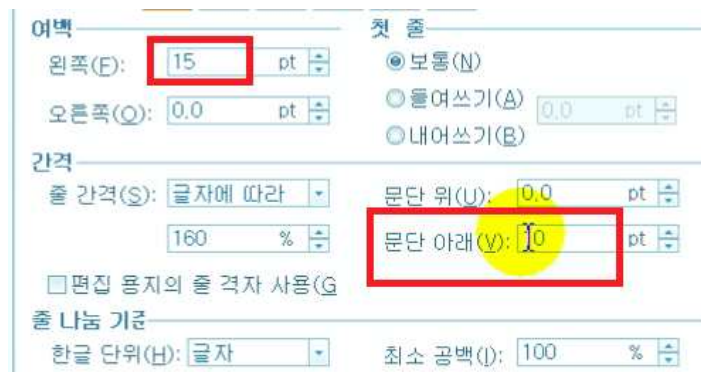 여백
왼쪽(F): 15 pt
오른쪽(O): 0.0 pt
첫 줄
보통(N)
들여쓰기(A) 0.0 pt
내어쓰기(B)
간격
줄 간격(S): 글자에 따라
160 %
문단 위(U): 0.0 pt
문단 아래(V): pt
편집 용지의 줄 격자 사용(G
줄 나눔 기준
한글 단위(H): 글자
최소 공백(I): 100 %